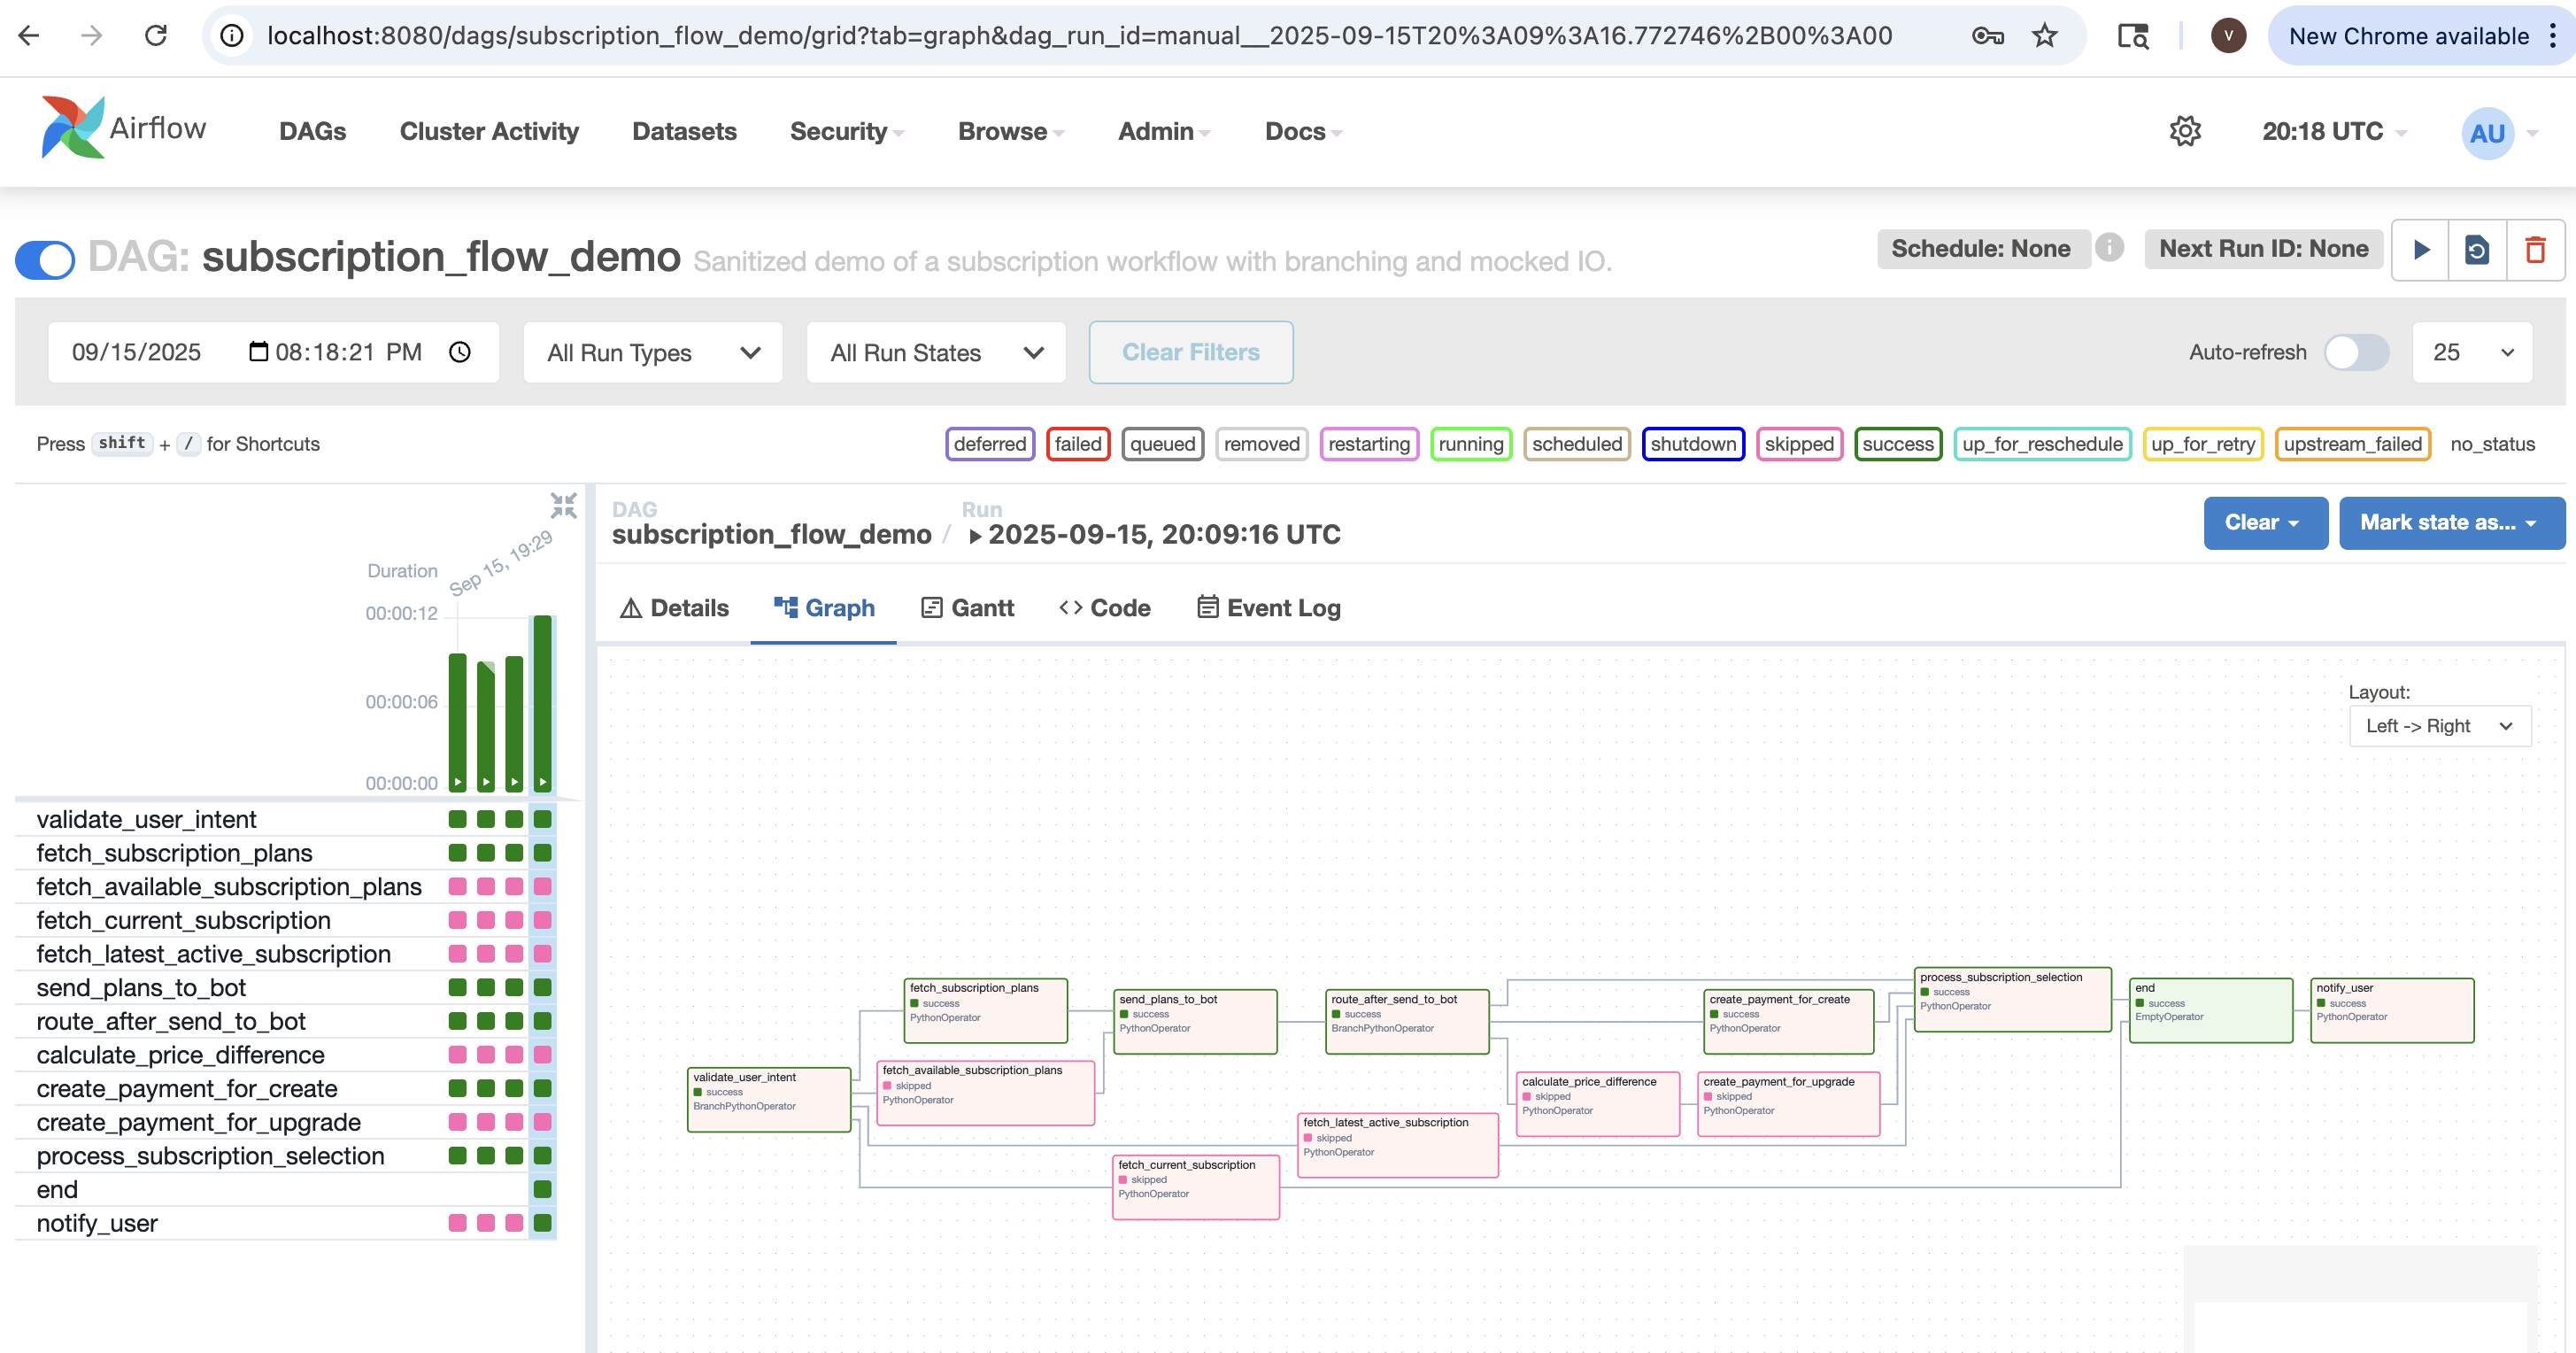 localhost:8080/dags/subscription_flow_demo/grid?tab=graph&dag_run_id=manual__2025-09-15T20%3A09%3A16.772746%2B00%3A00
V
New Chrome available
Airflow
DAGs
Cluster Activity
Datasets
Security
Browse
Admin
Docs
20:18 UTC
AU
DAG: subscription_flow_demo Sanitized demo of a subscription workflow with branching and mocked IO.
Schedule: None
Next Run ID: None
09/15/2025 08:18:21 PM
All Run Types
All Run States
Clear Filters
Auto-refresh
25
Press shift + / for Shortcuts
deferred
failed
queued
removed
restarting
running
scheduled
shutdown
skipped
success
up_for_reschedule
up_for_retry
upstream_failed
no_status
Duration
Sep 15, 19:29
00:00:12
00:00:06
00:00:00
validate_user_intent
fetch_subscription_plans
fetch_available_subscription_plans
fetch_current_subscription
fetch_latest_active_subscription
send_plans_to_bot
route_after_send_to_bot
calculate_price_difference
create_payment_for_create
create_payment_for_upgrade
process_subscription_selection
end
notify_user
DAG
subscription_flow_demo /
Run
2025-09-15, 20:09:16 UTC
Clear
Mark state as...
Details
Graph
Gantt
<> Code
Event Log
Layout:
Left -> Right
validate_user_intent
success
BranchPythonOperator
fetch_subscription_plans
success
PythonOperator
fetch_available_subscription_plans
skipped
PythonOperator
send_plans_to_bot
success
PythonOperator
fetch_current_subscription
skipped
PythonOperator
route_after_send_to_bot
success
BranchPythonOperator
fetch_latest_active_subscription
skipped
PythonOperator
calculate_price_difference
skipped
PythonOperator
create_payment_for_create
success
PythonOperator
create_payment_for_upgrade
skipped
PythonOperator
process_subscription_selection
success
PythonOperator
end
success
EmptyOperator
notify_user
success
PythonOperator